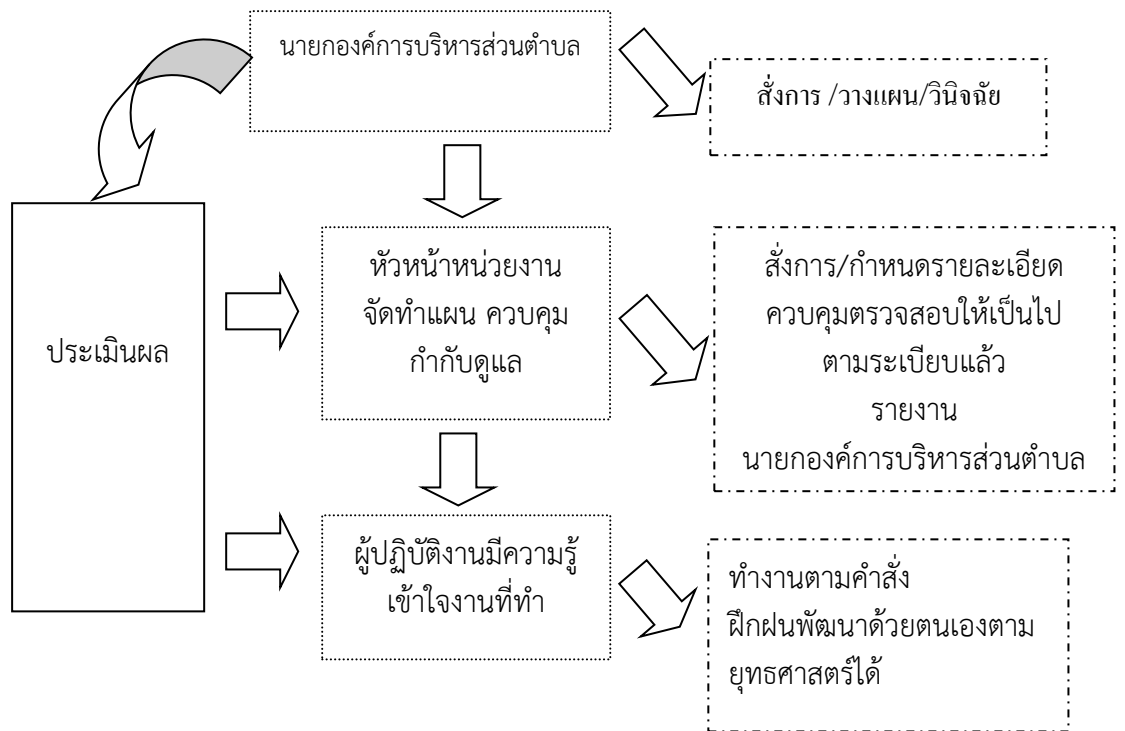 นายกองค์การบริหารส่วนตำบล
สั่งการ /วางแผน/วินิจฉัย
ประเมินผล
หัวหน้าหน่วยงาน
จัดทำแผน ควบคุม
กำกับดูแล
สั่งการ/กำหนดรายละเอียด
ควบคุมตรวจสอบให้เป็นไป
ตามระเบียบแล้ว
รายงาน
นายกองค์การบริหารส่วนตำบล
ผู้ปฏิบัติงานมีความรู้
เข้าใจงานที่ทำ
ทำงานตามคำสั่ง
ฝึกฝนพัฒนาด้วยตนเองตาม
ยุทธศาสตร์ได้